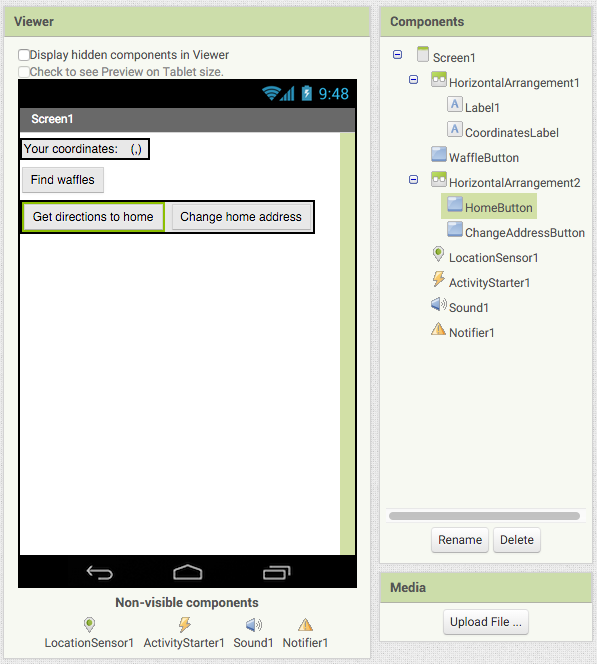 Viewer
Display hidden components in Viewer
Check to see Preview on Tablet size.
9:48
Screen1
Your coordinates: (,)
Find waffles
Get directions to home Change home address
Non-visible components
LocationSensor1 ActivityStarter1 Sound1 Notifier1
Components
Screen1
HorizontalArrangement1
A Label1
A CoordinatesLabel
WaffleButton
HorizontalArrangement2
HomeButton
ChangeAddressButton
LocationSensor1
ActivityStarter1
Sound1
Notifier1
Rename Delete
Media
Upload File ...